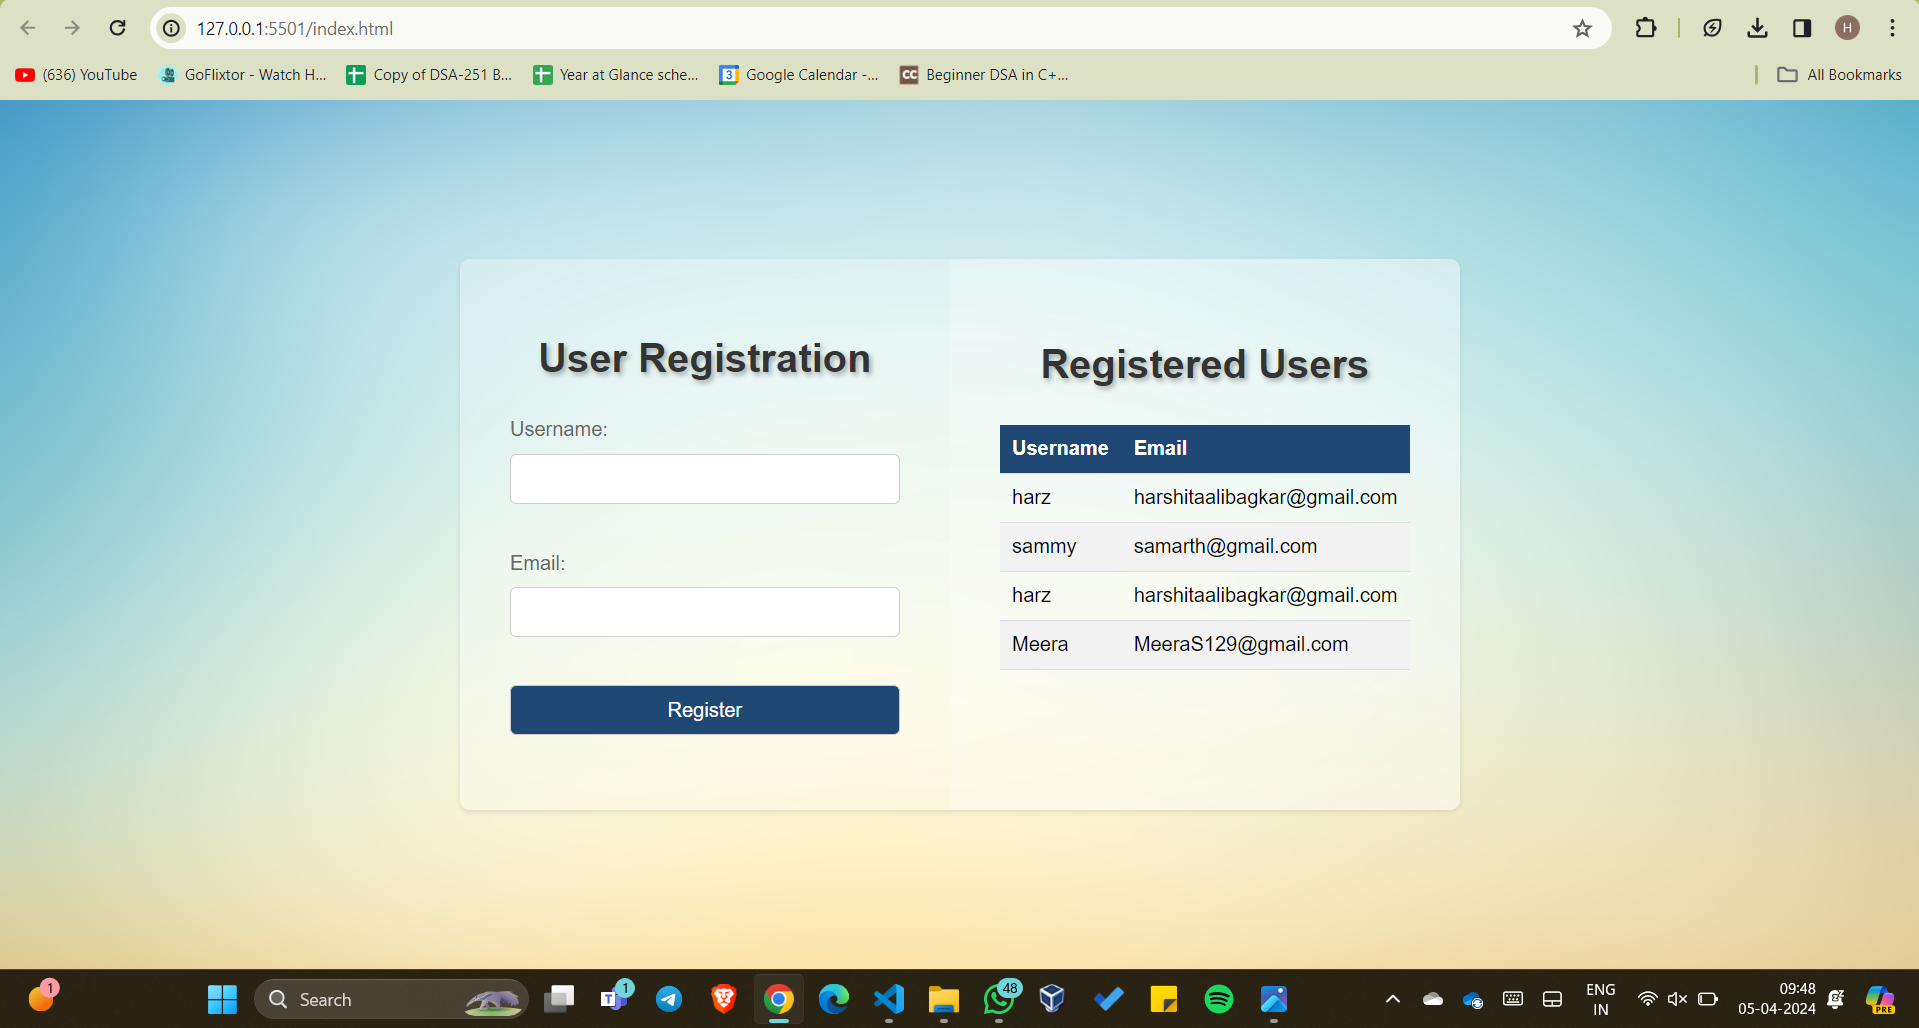 127.0.0.1:5501/index.html
H
(636) YouTube
GoFlixtor - Watch H...
Copy of DSA-251 B...
Year at Glance sche...
3
Google Calendar -...
CC
Beginner DSA in C+...
All Bookmarks
User Registration
Username:
Email:
Register
Registered Users
Username Email
harz harshitaalibagkar@gmail.com
sammy samarth@gmail.com
harz harshitaalibagkar@gmail.com
Meera MeeraS129@gmail.com
1
Search
T
1
48
ENG
IN
09:48
05-04-2024
PRE